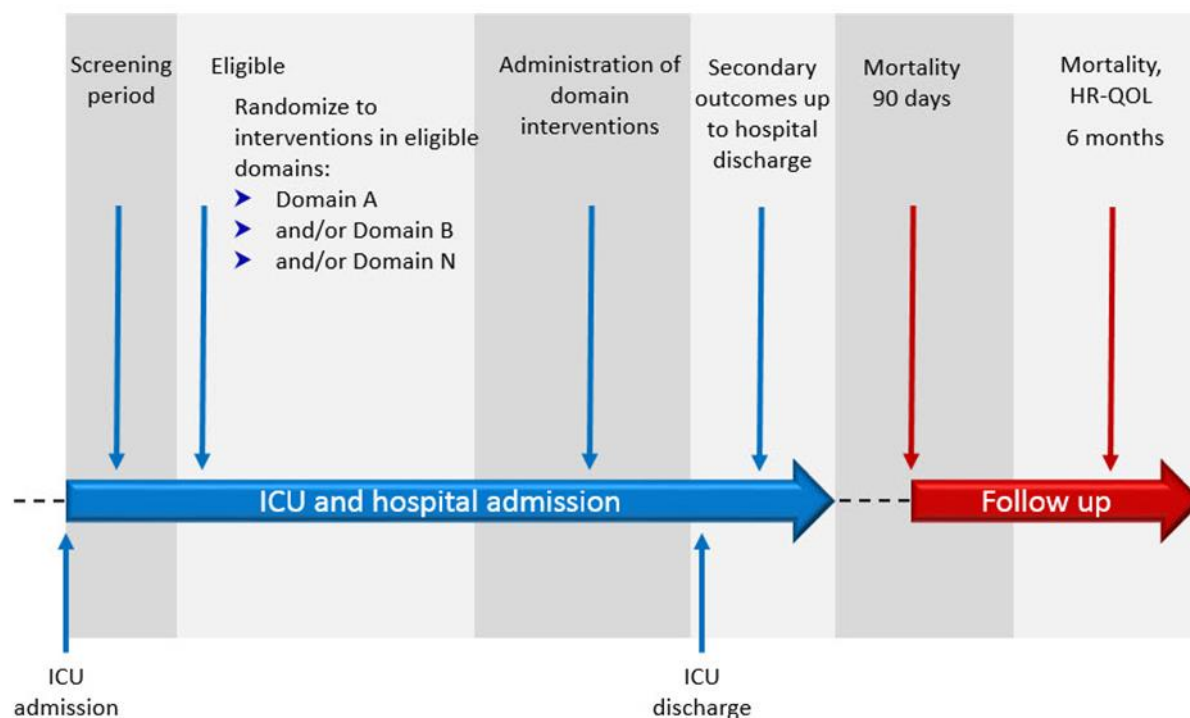 Screening
period
Eligible
Randomize to
interventions in eligible
domains:
Domain A
and/or Domain B
and/or Domain N
Administration of
domain
interventions
Secondary
outcomes up
to hospital
discharge
Mortality
90 days
Mortality,
HR-QOL
6 months
ICU and hospital admission
Follow up
ICU
admission
ICU
discharge